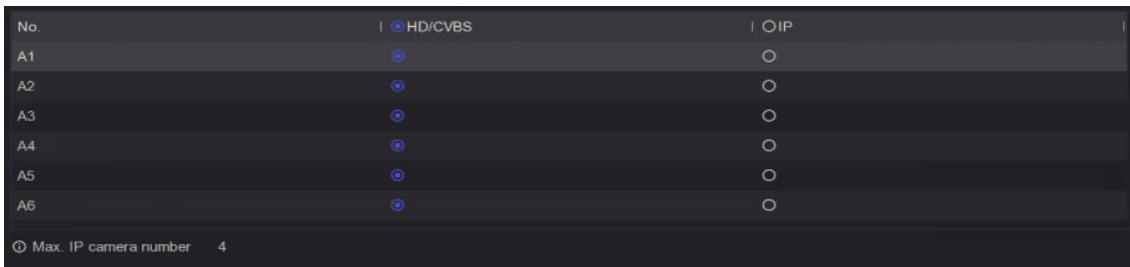 No. HD/CVBS IP
A1
A2
A3
A4
A5
A6
Max. IP camera number 4